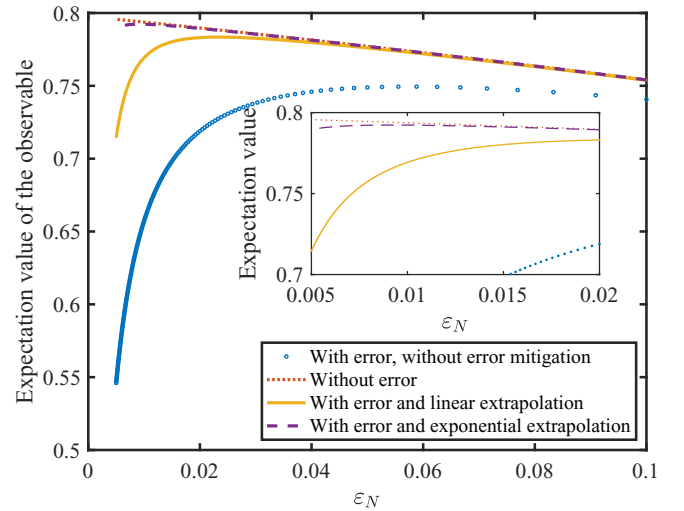 0.8
0.75
0.7
0.65
0.6
0.55
0.5
Expectation value of the observable
0
0.02
0.04
0.06
0.08
0.1
ε_N
0.8
0.75
0.7
Expectation value
0.005
0.01
0.015
0.02
ε_N
With error, without error mitigation
Without error
With error and linear extrapolation
With error and exponential extrapolation